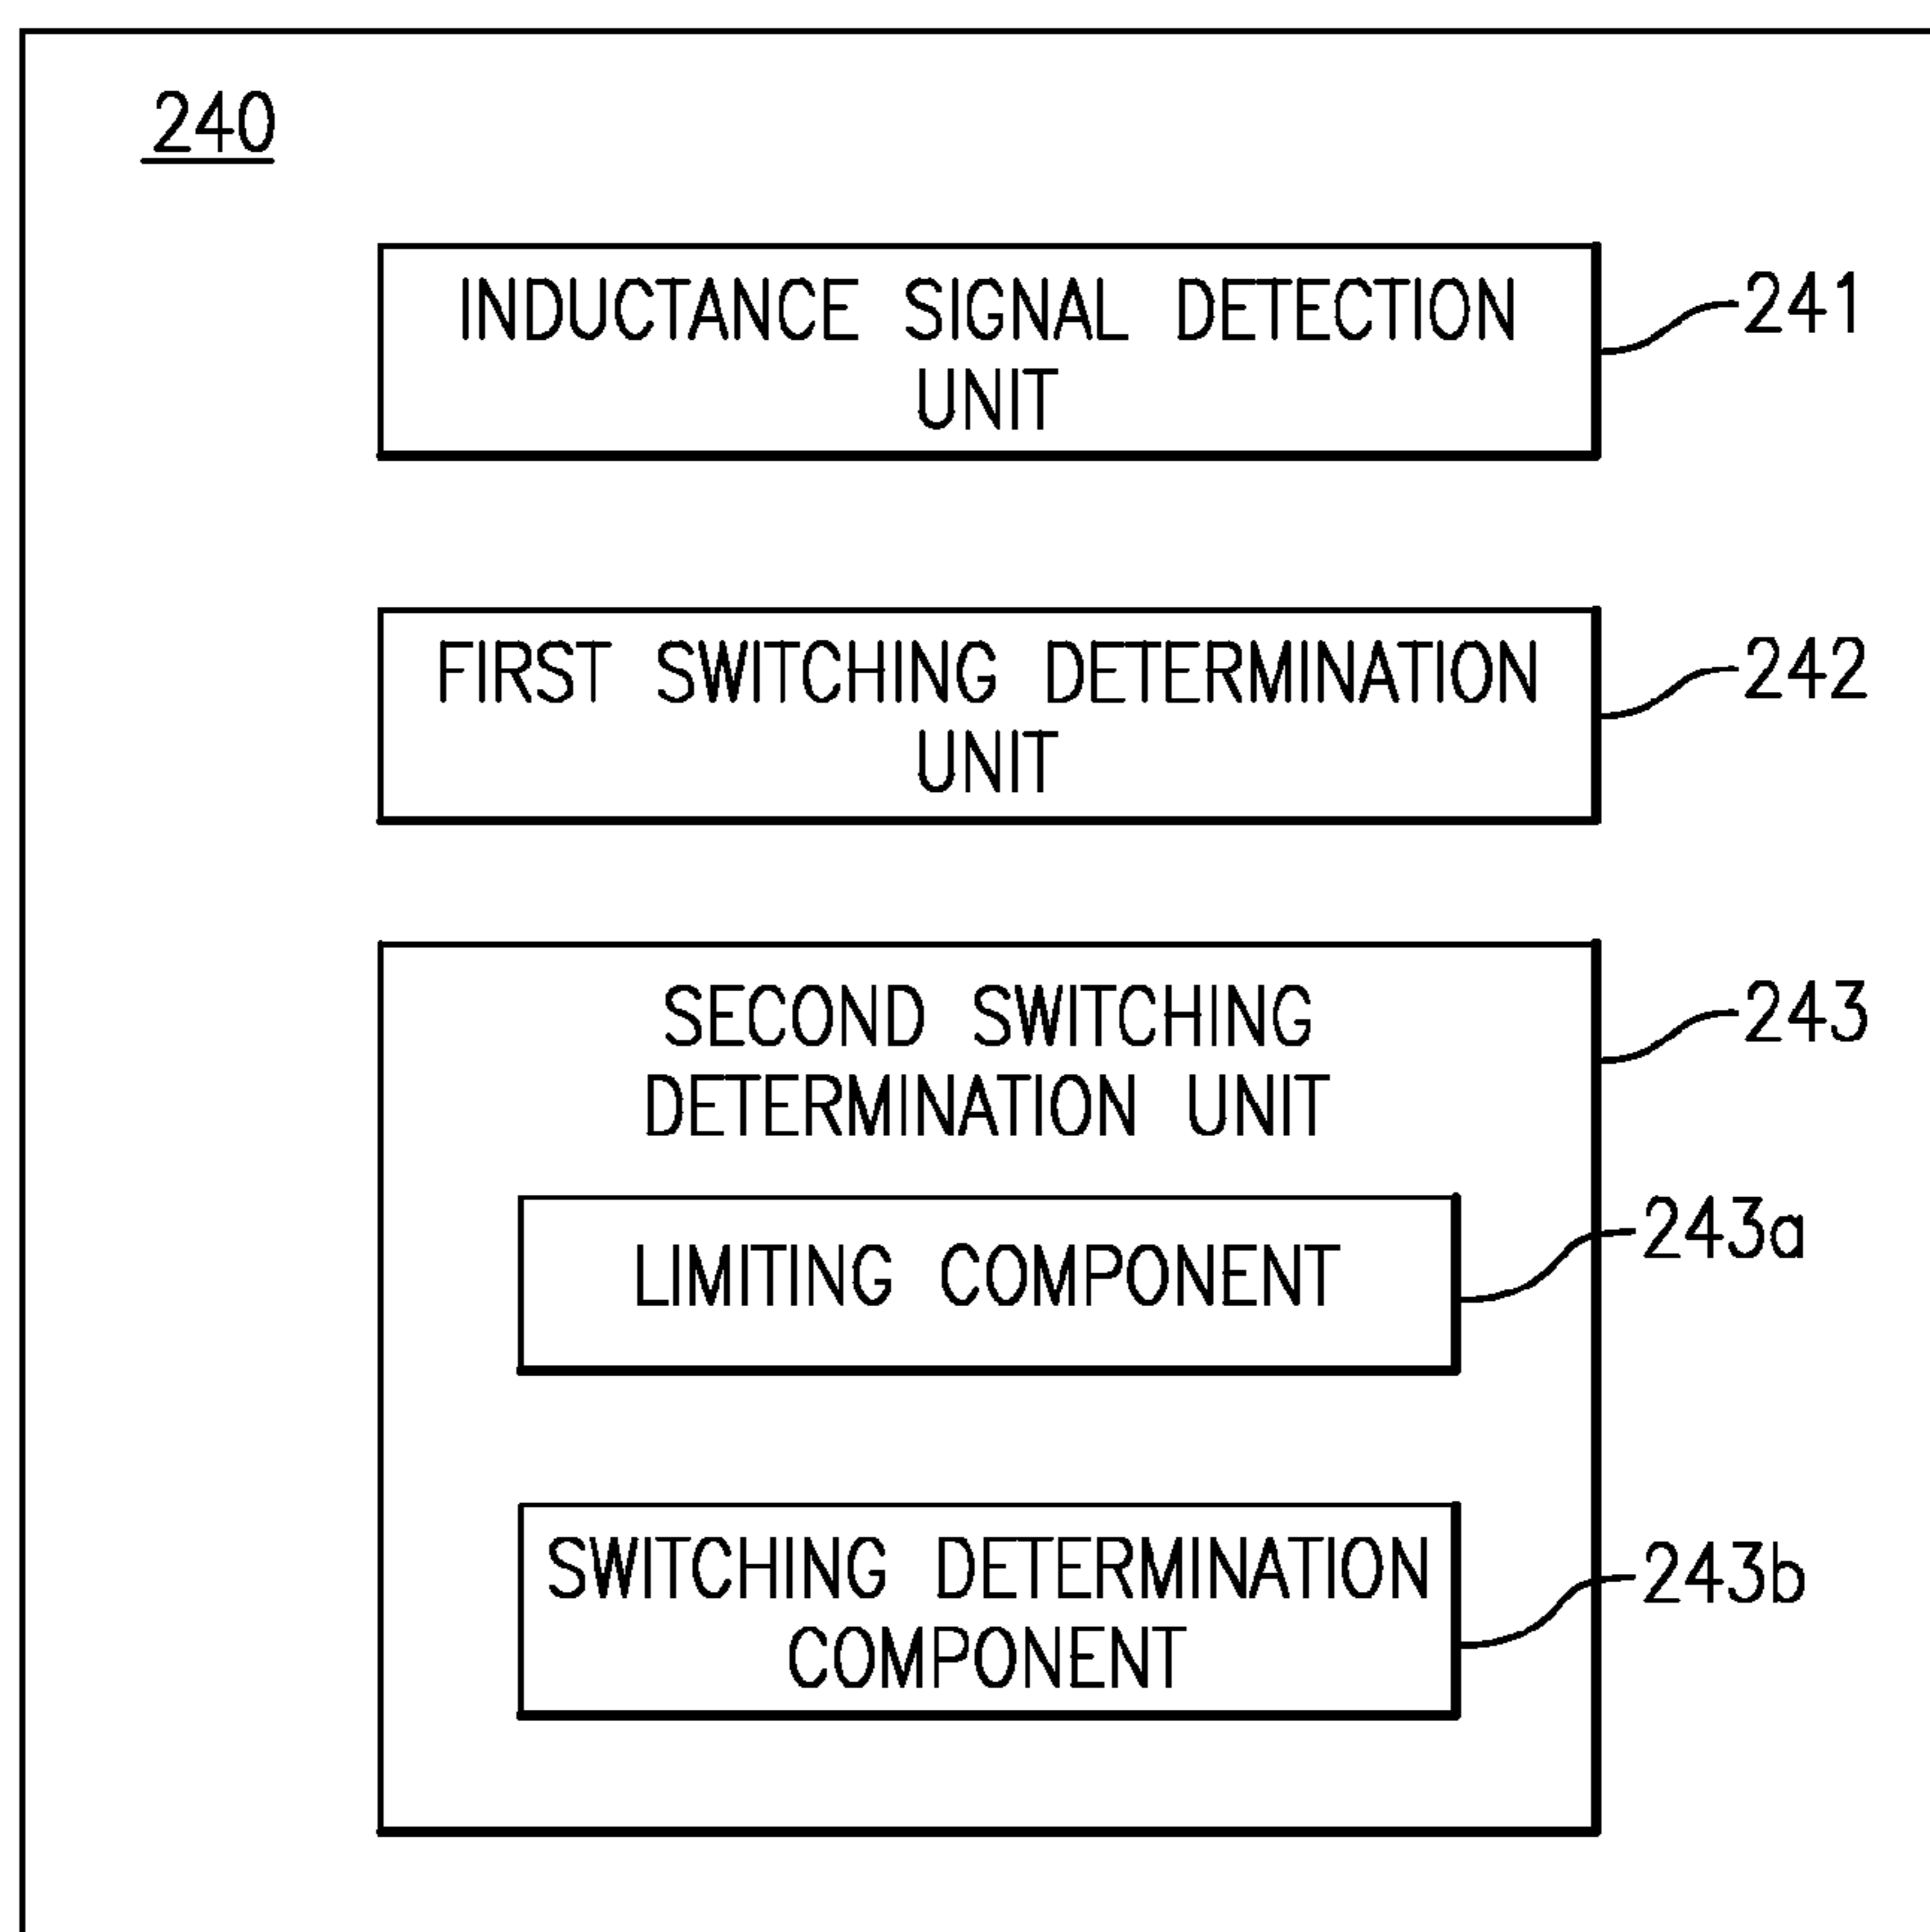 240
INDUCTANCE SIGNAL DETECTION
UNIT
241
FIRST SWITCHING DETERMINATION
UNIT
242
SECOND SWITCHING
DETERMINATION UNIT
243
LIMITING COMPONENT
243a
SWITCHING DETERMINATION
COMPONENT
243b